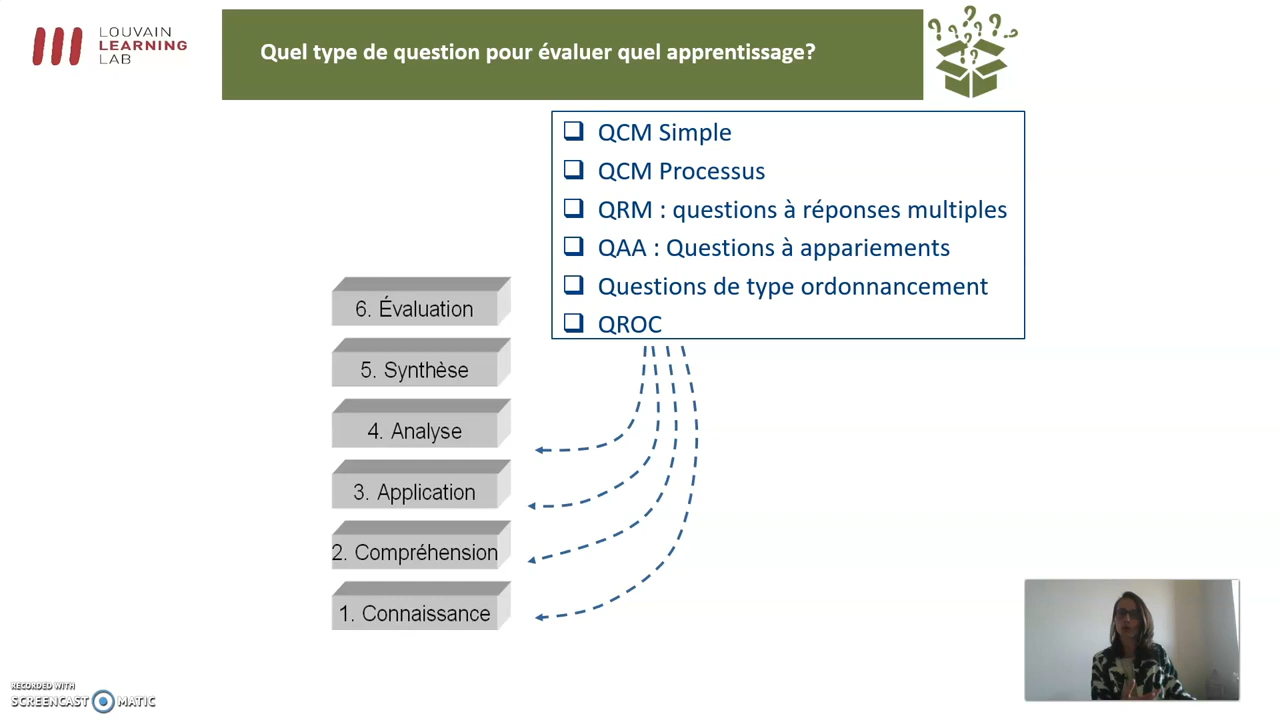 LOUVAIN
LEARNING
LAB
Quel type de question pour évaluer quel apprentissage?
❑ QCM Simple
❑ QCM Processus
❑ QRM : questions à réponses multiples
❑ QAA : Questions à appariements
❑ Questions de type ordonnancement
❑ QROC
6. Évaluation
5. Synthèse
4. Analyse
3. Application
2. Compréhension
1. Connaissance
RECORDED WITH
SCREENCAST MATIC